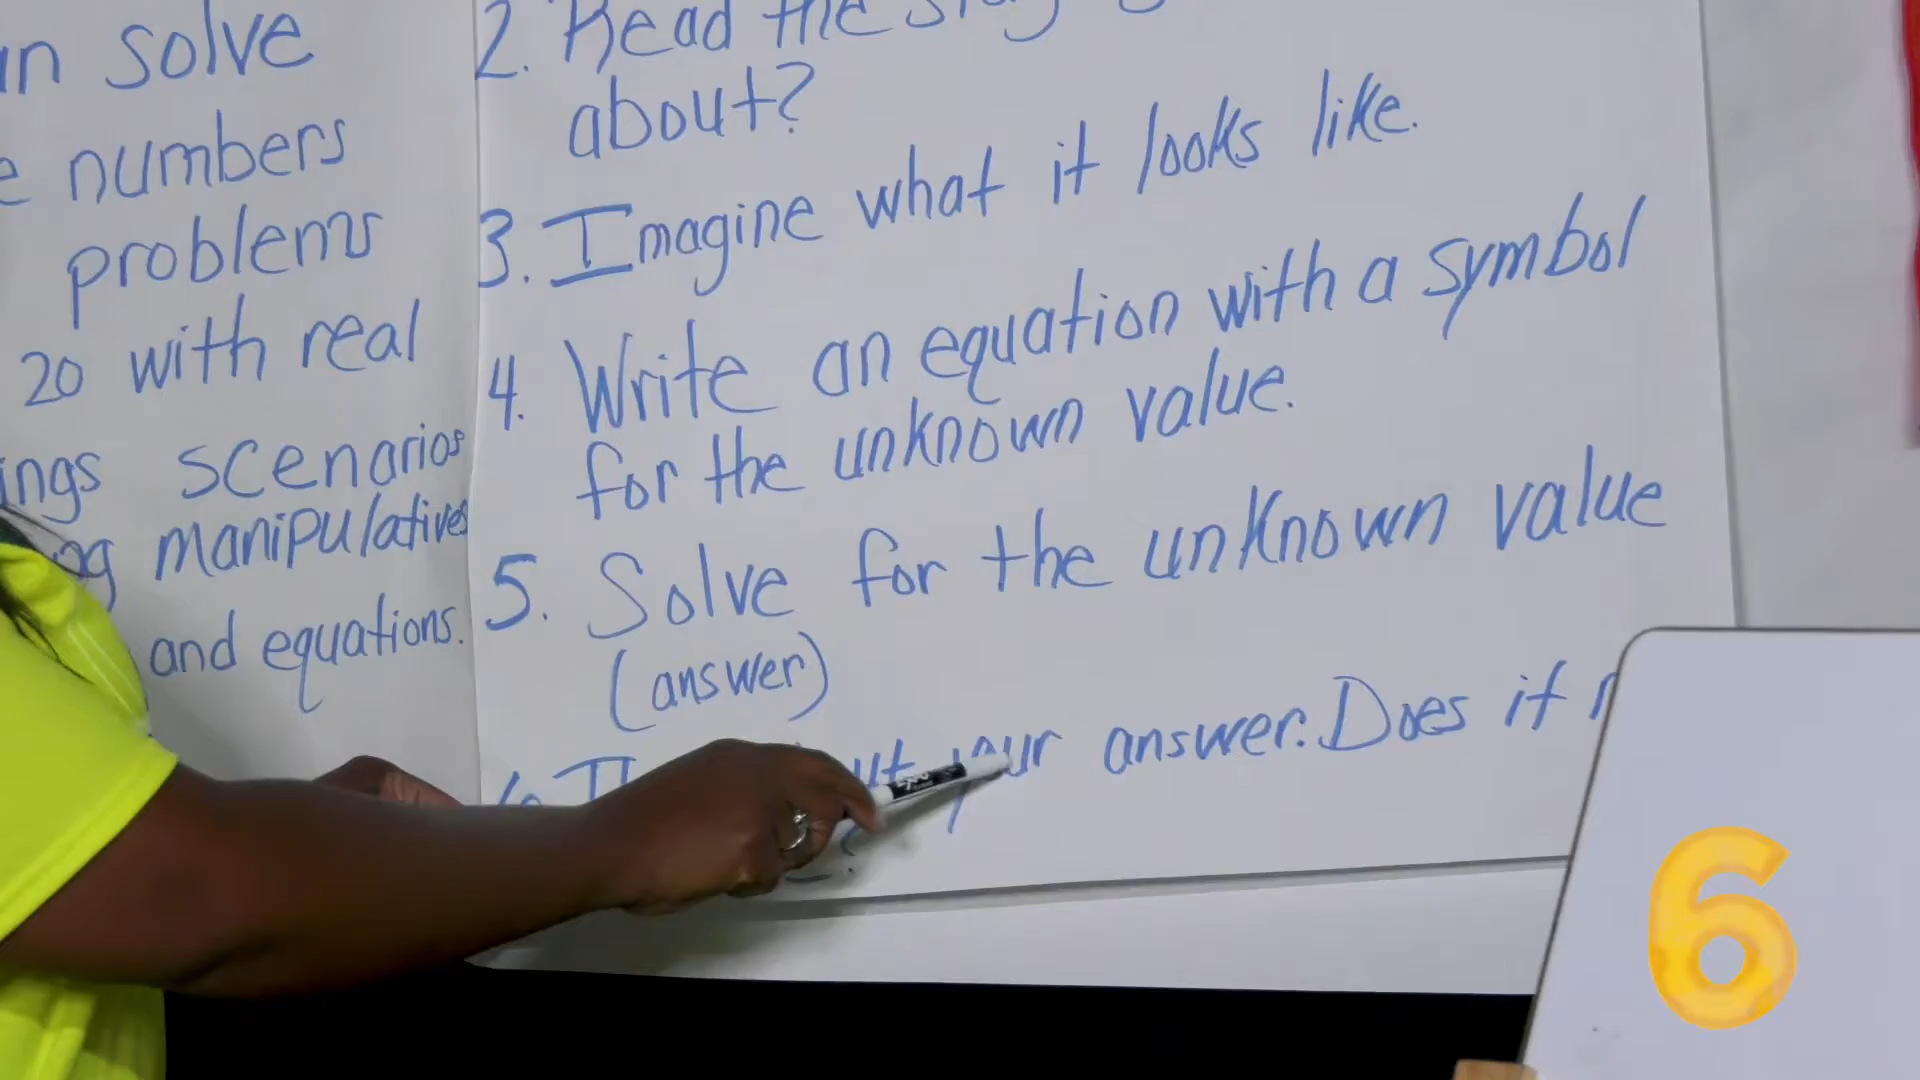 solve
numbers
problems
20 with real
scenarios
manipulatives
and equations.
2. Read the
about?
3. Imagine what it looks like.
4. Write an equation with a symbol
for the unknown value.
5. Solve for the unknown value
(answer)
your answer. Does it
EXPO
6